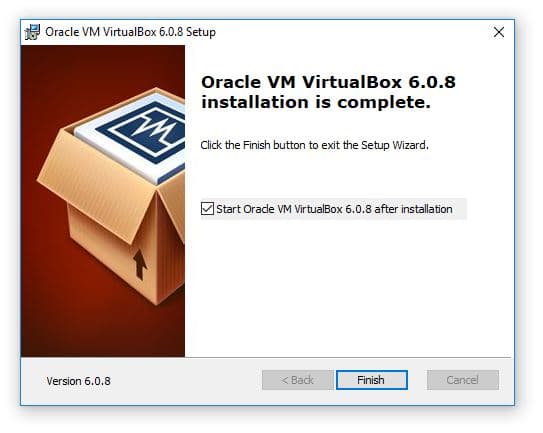 Oracle VM VirtualBox 6.0.8 Setup
Oracle VM VirtualBox 6.0.8
installation is complete.
Click the Finish button to exit the Setup Wizard.
Start Oracle VM VirtualBox 6.0.8 after installation
Version 6.0.8
< Back
Finish
Cancel